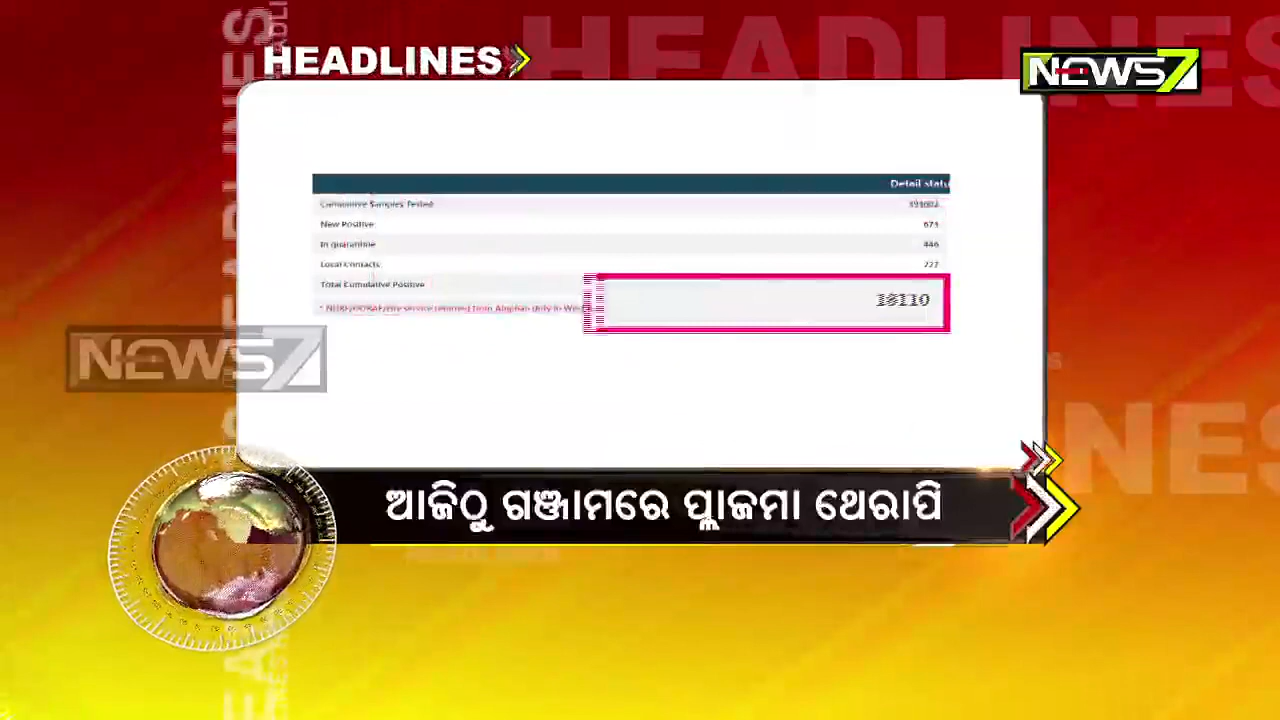 HEADLINES
NEWS7
Detail statu
Cumulative Samples Tested
New Positive 673
In quarantine 446
Local Contacts 227
Total Cumulative Positive
18110
NEWS7
ଆଜିଠୁ ଗଞ୍ଜାମରେ ପ୍ଲାଜମା ଥେରାପି